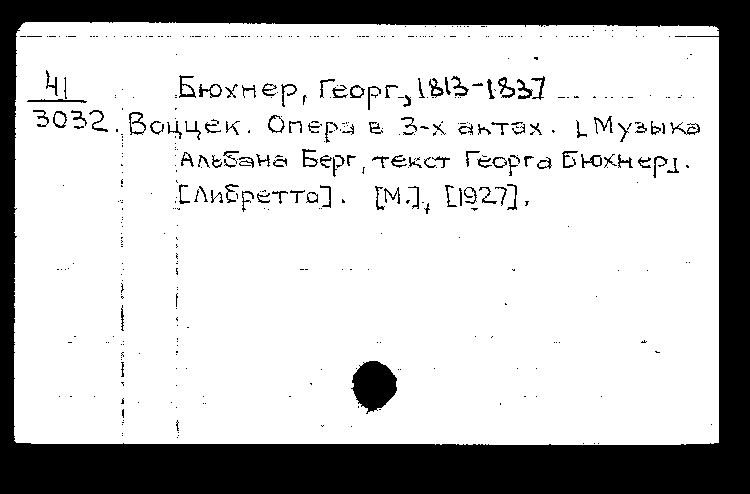 41 Бюхнер, Георг, 1813-1837
3032. Воццек. Опера в 3-х актах. [Музыка
Альбана Берг, текст Георга Бюхнер].
[Либретто]. [М.], [1927].